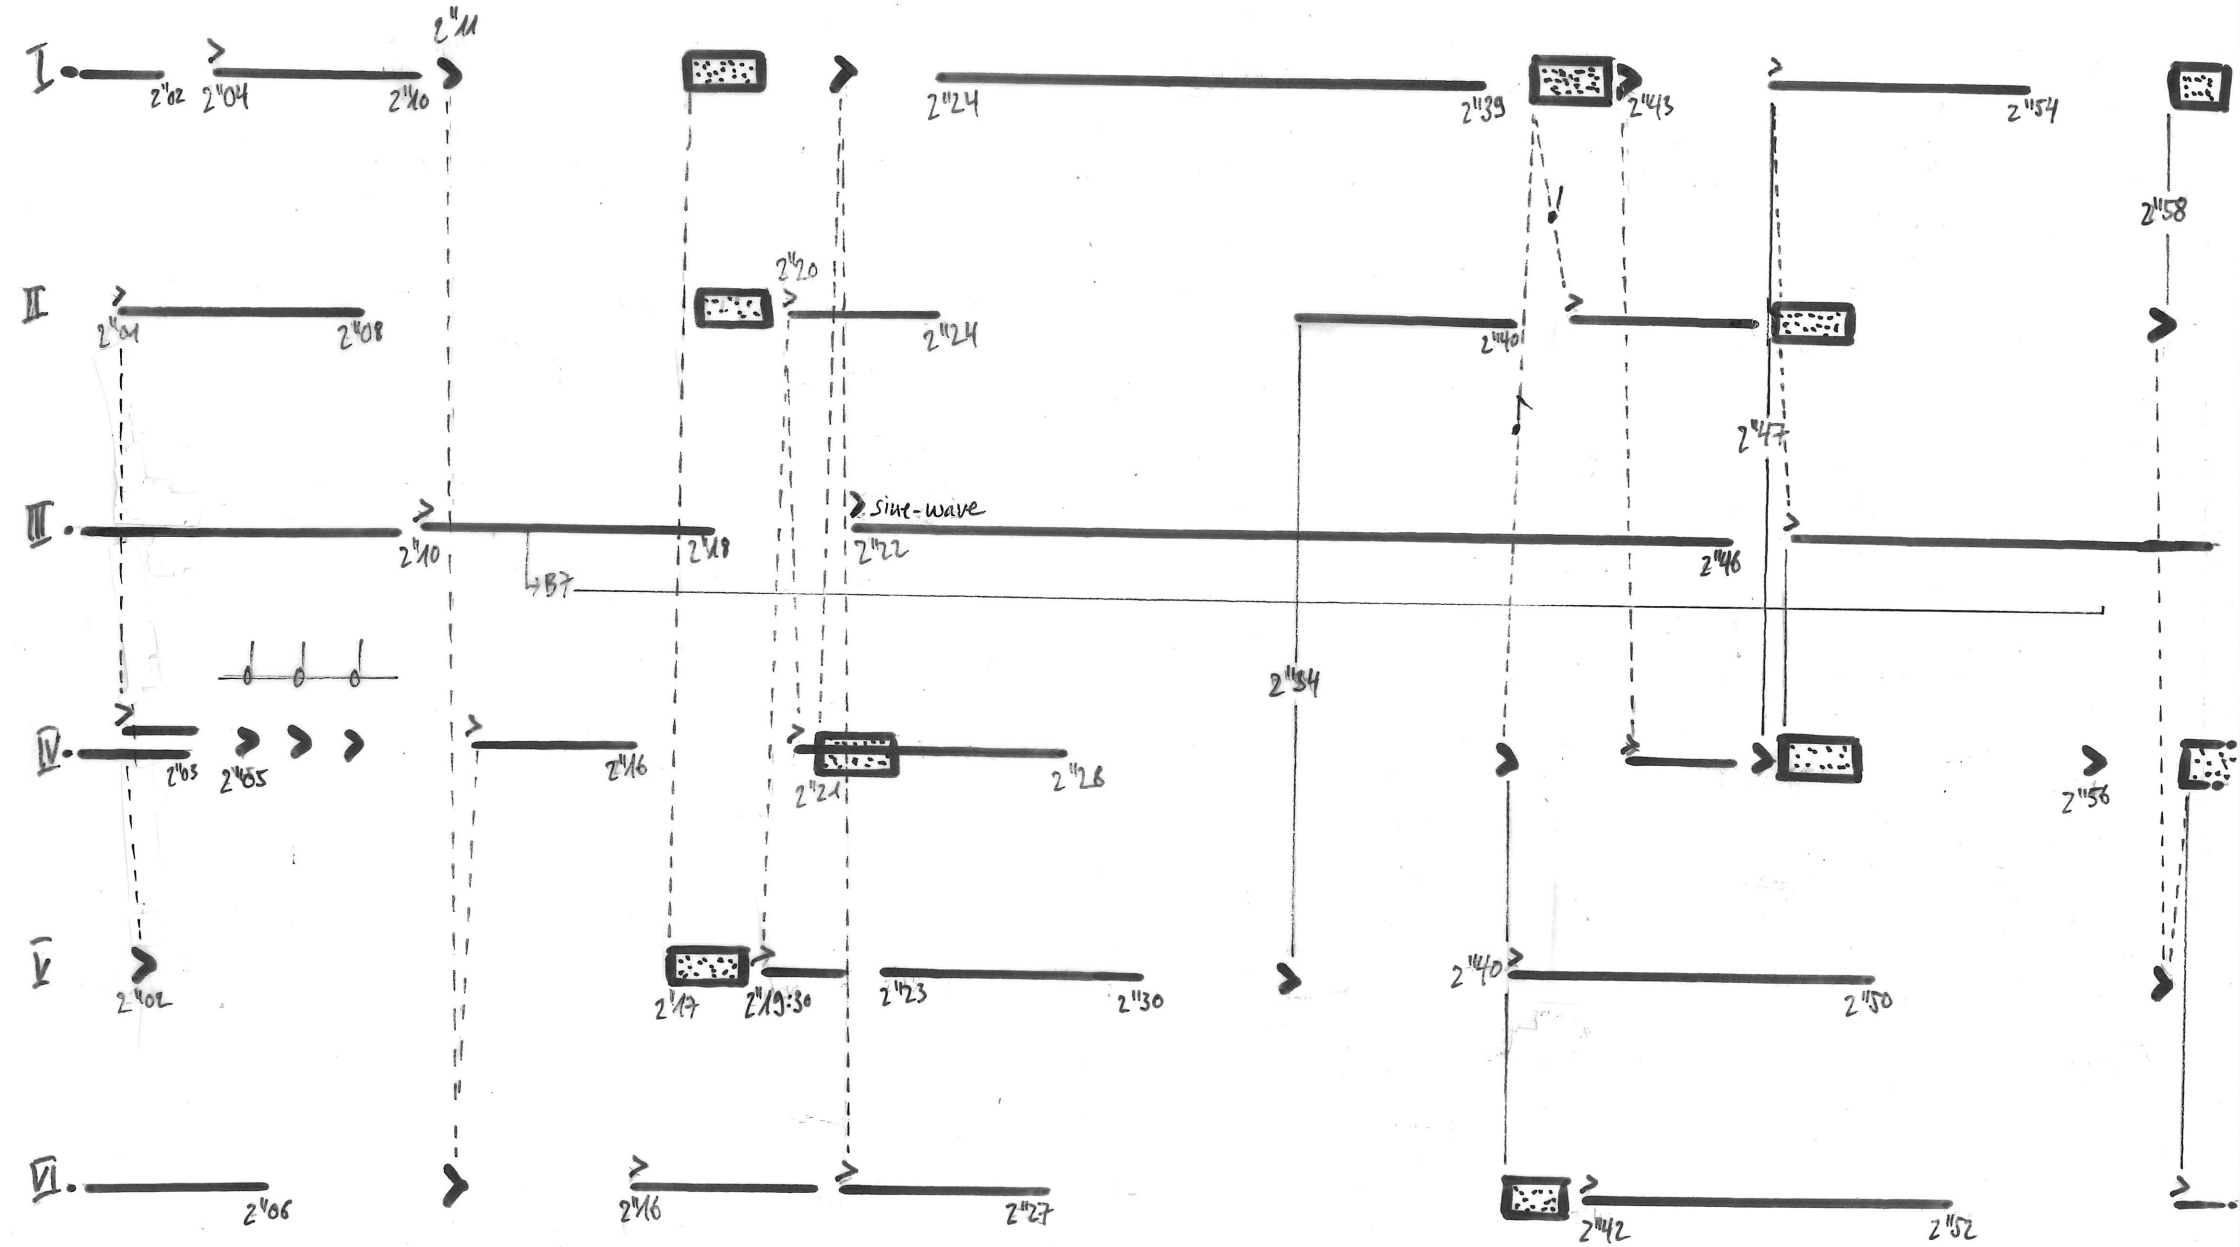 2"11
I
2"02 2"04 2"10 2"24 2"39 2"43 2"54
2"58
2"20
II
2"01 2"08 2"24 2"40
2"47
sine-wave
III
2"10 2"18 2"22 2"46
B7
2"34
IV
2"03 2"05 2"16 2"21 2"28 2"56
V
2"40
2"02 2"17 2"19:30 2"23 2"30 2"50
VI
2"06 2"16 2"27 2"42 2"52